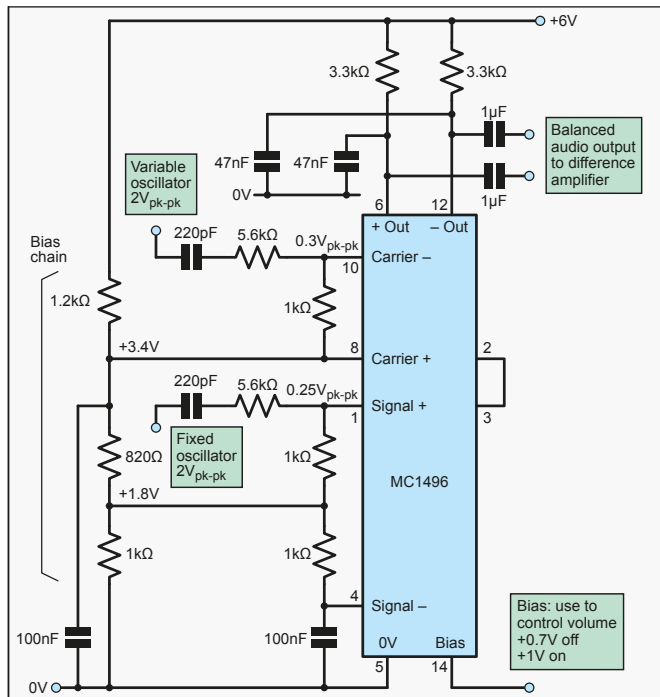 +6V
3.3kΩ
3.3kΩ
1µF
Balanced
audio output
to difference
amplifier
1µF
47nF
47nF
0V
Variable
oscillator
2Vpk-pk
6
12
+ Out
– Out
220pF
5.6kΩ
0.3Vpk-pk
10
Carrier –
Bias
chain
1.2kΩ
1kΩ
+3.4V
8
Carrier +
2
220pF
5.6kΩ
0.25Vpk-pk
1
Signal +
3
Fixed
oscillator
2Vpk-pk
820Ω
1kΩ
MC1496
+1.8V
1kΩ
1kΩ
4
Signal –
100nF
100nF
0V
Bias
Bias: use to
control volume
+0.7V off
+1V on
0V
5
14